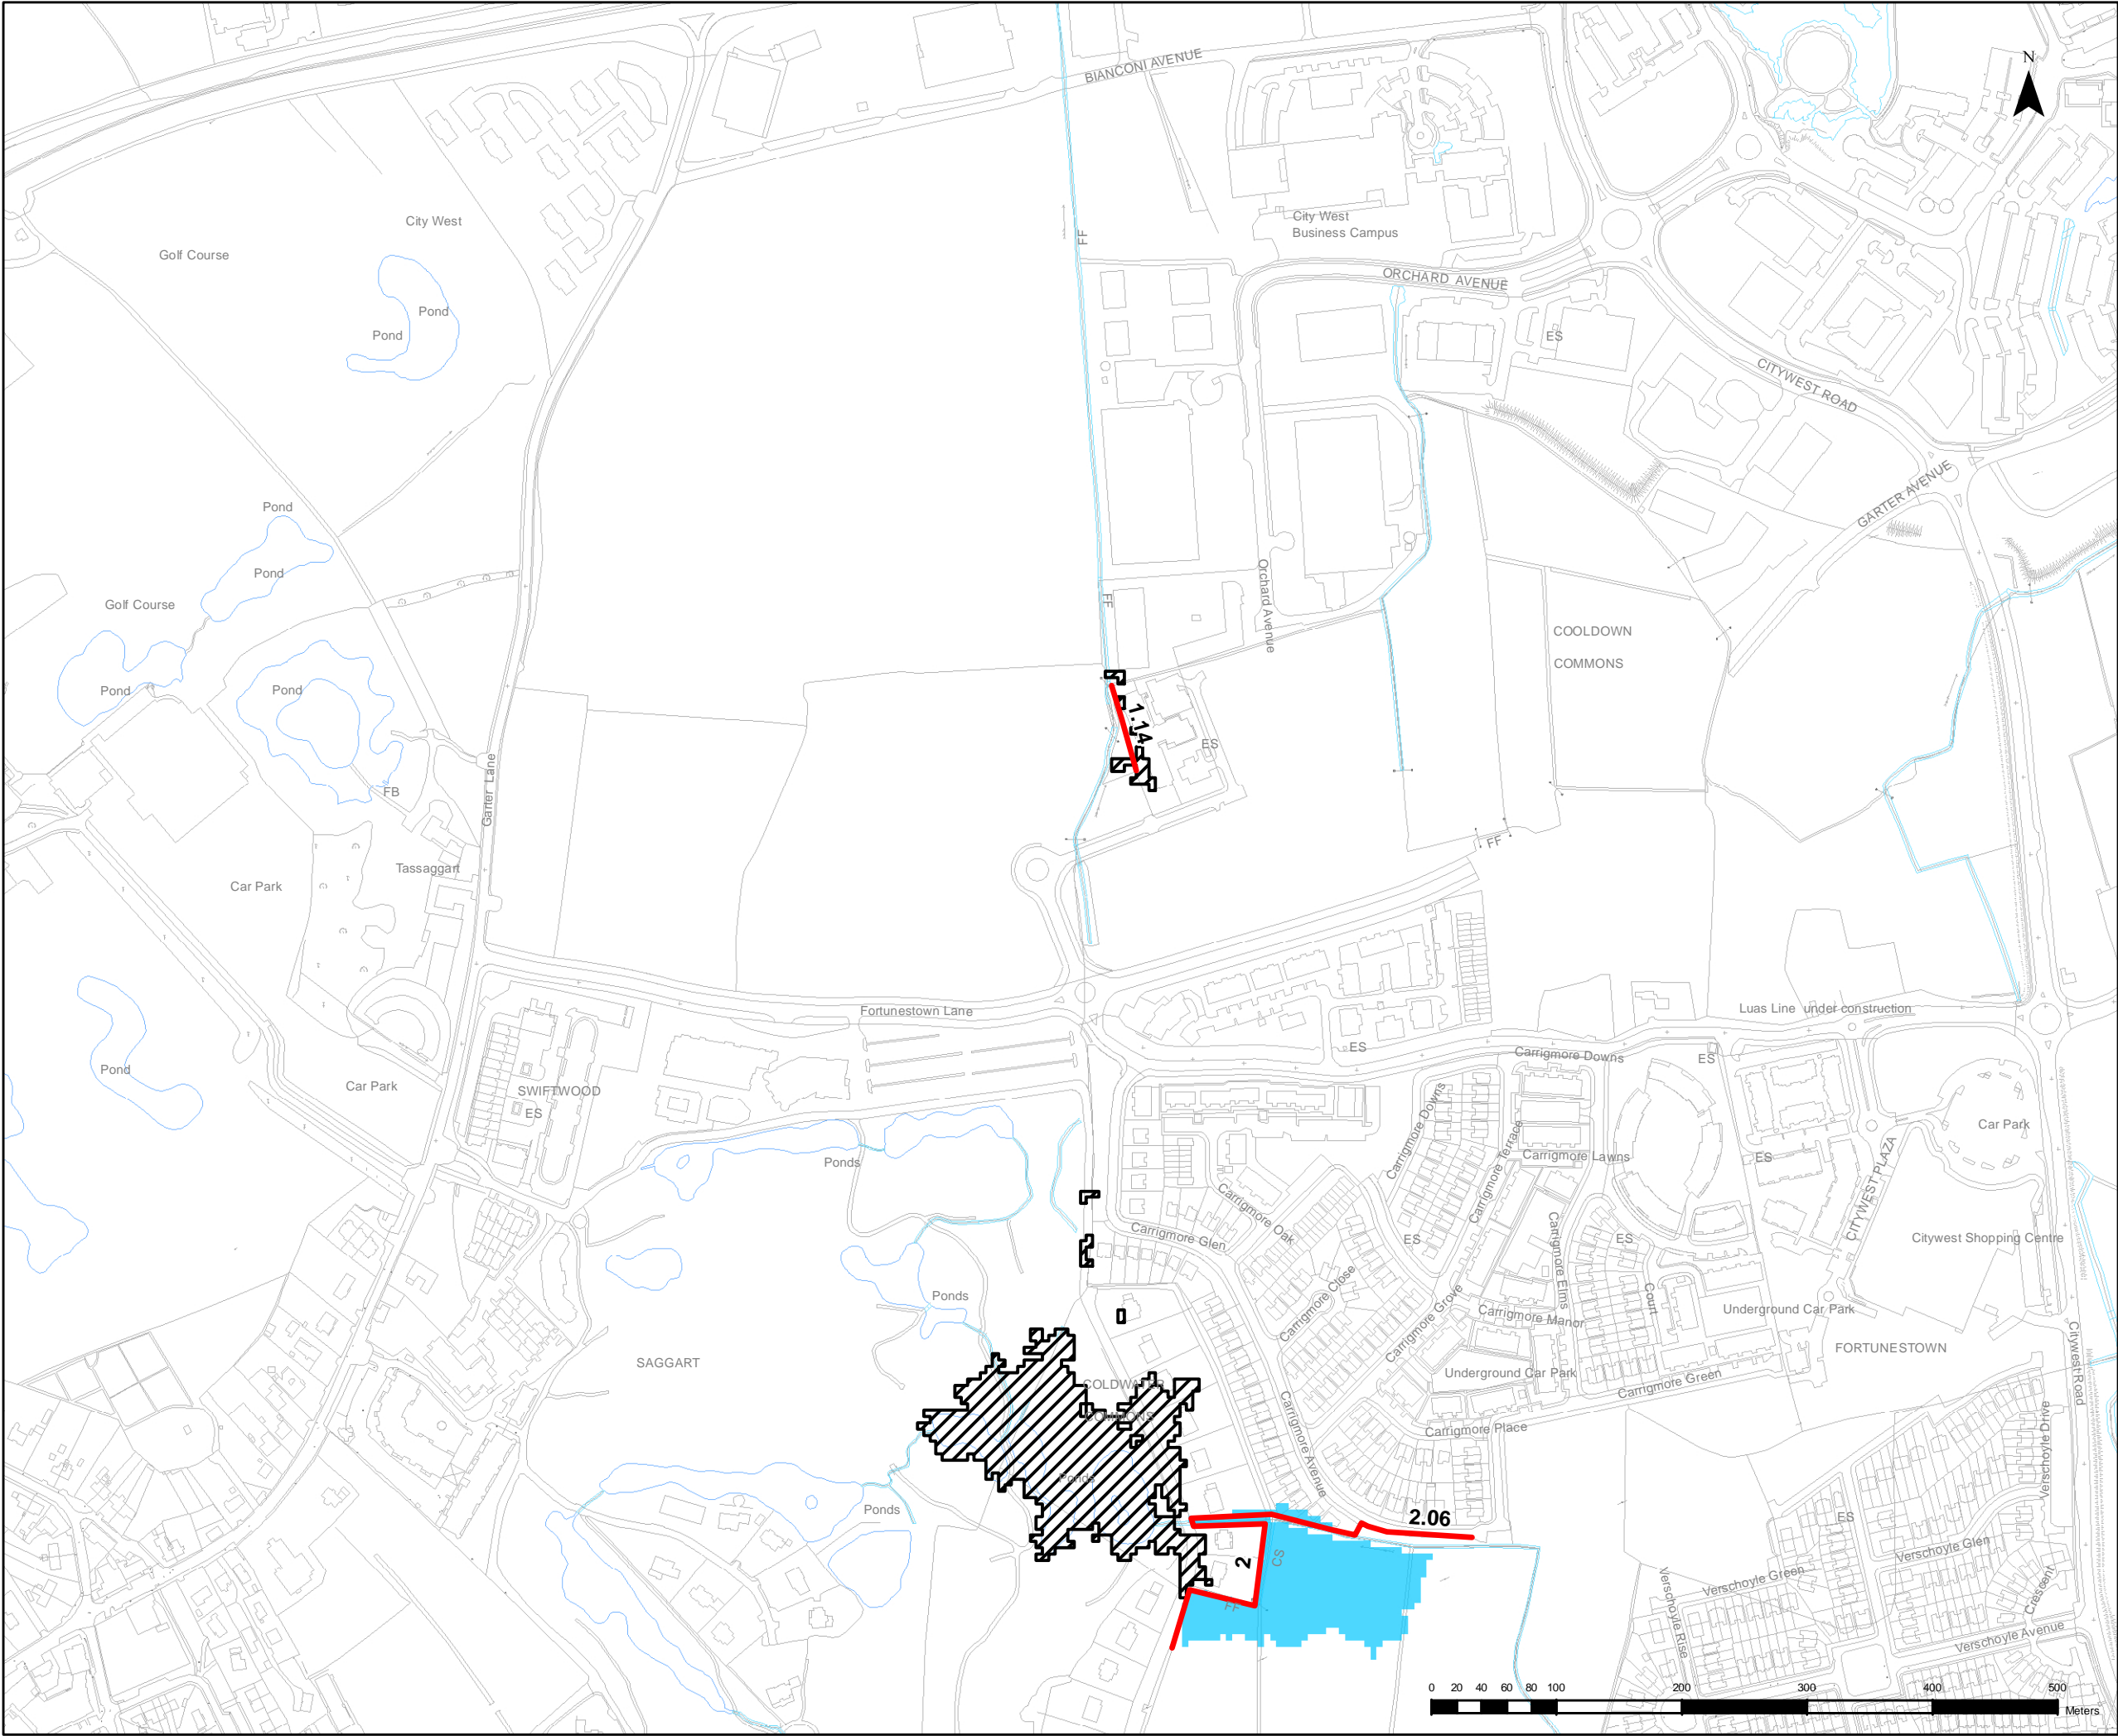 BIANCONI AVENUE
N
City West
Golf Course
City West
Business Campus
FF
ORCHARD AVENUE
Pond
Pond
ES
CITYWEST ROAD
GARTER AVENUE
Pond
Pond
Golf Course
FF
Orchard Avenue
COOLDOWN
COMMONS
Pond
Pond
1.14
ES
Garter Lane
FB
FF
Tassaggart
Car Park
Fortunestown Lane
Luas Line under construction
ES
Carrigmore Downs
ES
Pond
Car Park
SWIFTWOOD
ES
Carrigmore Downs
Carrigmore Terrace
Carrigmore Lawns
ES
Car Park
CITYWEST PLAZA
Ponds
Carrigmore Oak
Carrigmore Glen
ES
Carrigmore Elms
ES
Citywest Shopping Centre
Ponds
Carrigmore Close
Carrigmore Grove
Carrigmore Manor
Court
Underground Car Park
FORTUNESTOWN
Citywest Road
SAGGART
COLDWATER
COMMONS
Underground Car Park
Carrigmore Green
Carrigmore Avenue
Carrigmore Place
Verschoyle Drive
Ponds
Ponds
2.06
ES
Verschoyle Glen
2
CS
FF
Verschoyle Green
Crescent
Verschoyle Rise
Verschoyle Avenue
0 20 40 60 80 100 200 300 400 500
Meters